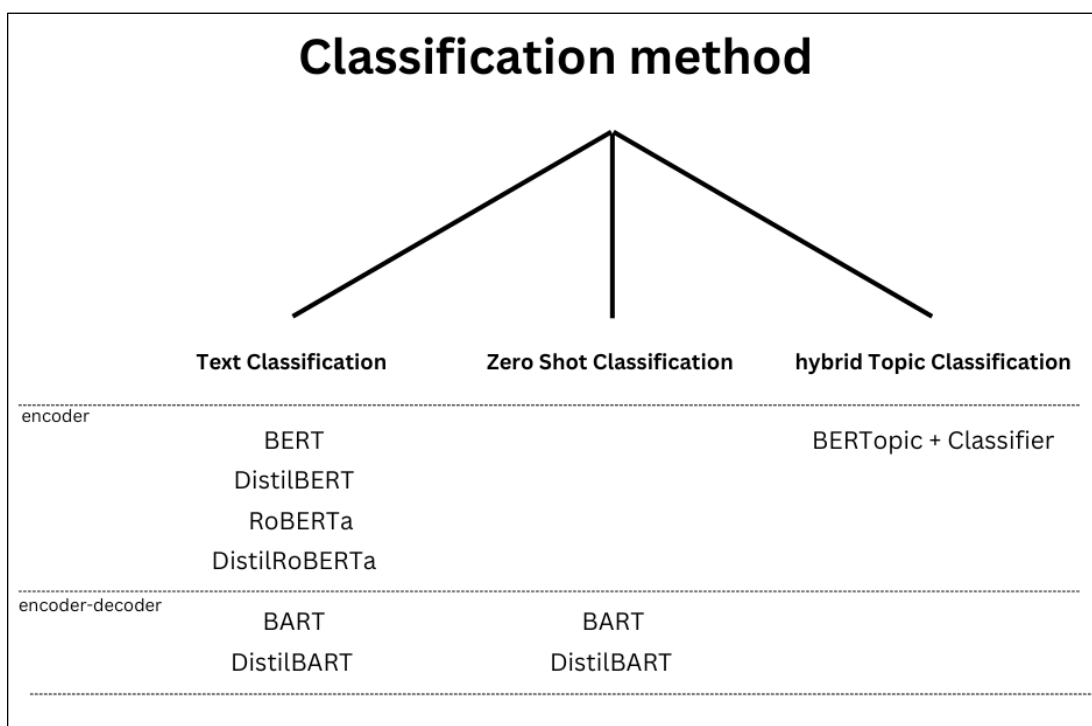 Classification method
Text Classification Zero Shot Classification hybrid Topic Classification
encoder
BERT BERTopic + Classifier
DistilBERT
RoBERTa
DistilRoBERTa
encoder-decoder
BART BART
DistilBART DistilBART